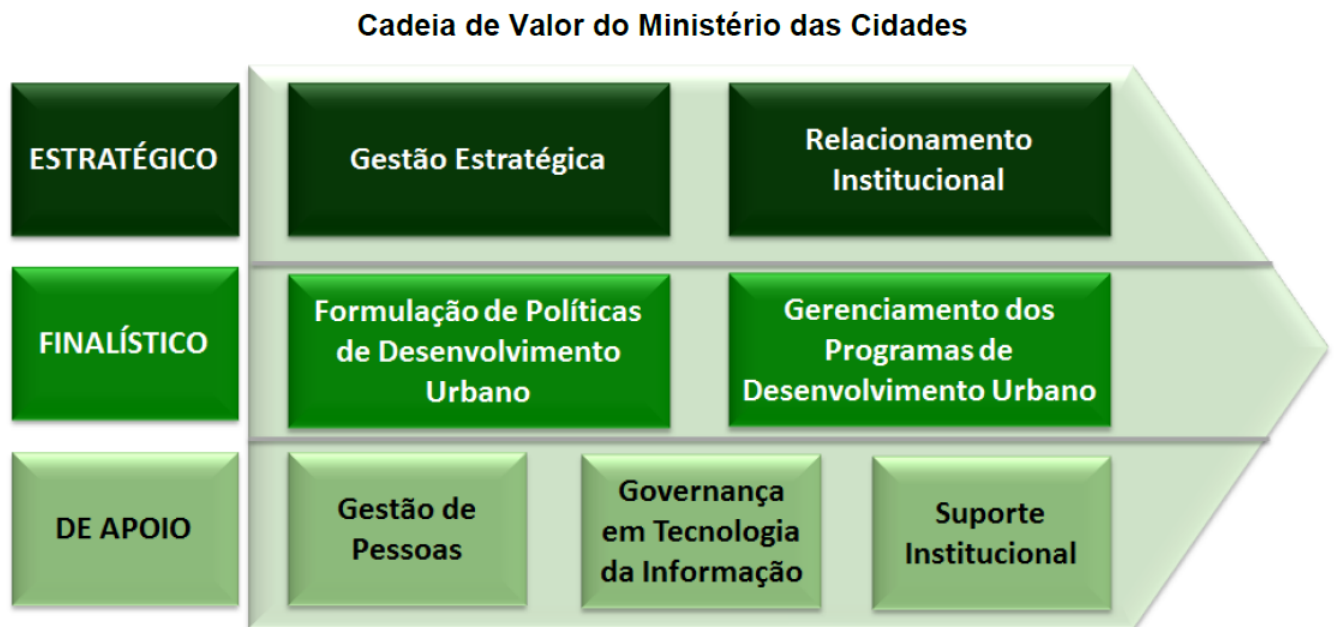 Cadeia de Valor do Ministério das Cidades
ESTRATÉGICO
Gestão Estratégica
Relacionamento
Institucional
FINALÍSTICO
Formulação de Políticas
de Desenvolvimento
Urbano
Gerenciamento dos
Programas de
Desenvolvimento Urbano
DE APOIO
Gestão de
Pessoas
Governança
em Tecnologia
da Informação
Suporte
Institucional